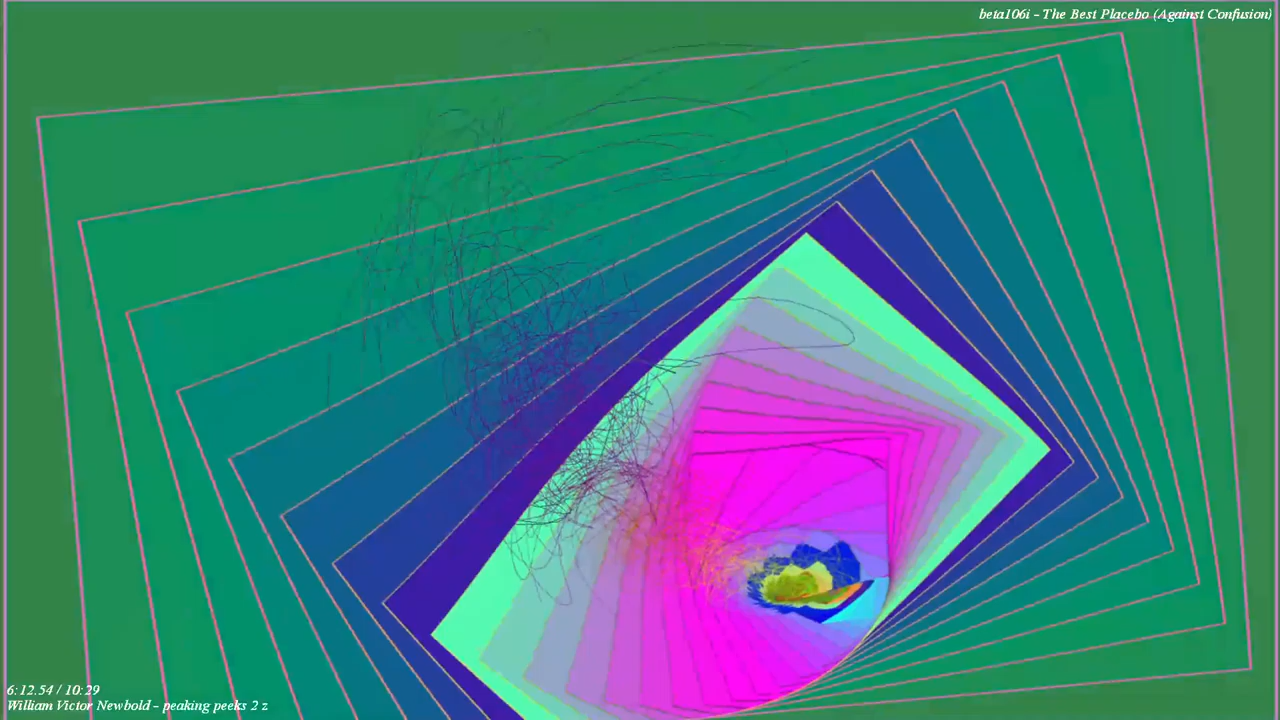 beta106i - The Best Placebo (Against Confusion)
6:12.54 / 10:29
William Victor Newbold - peaking peeks 2 z